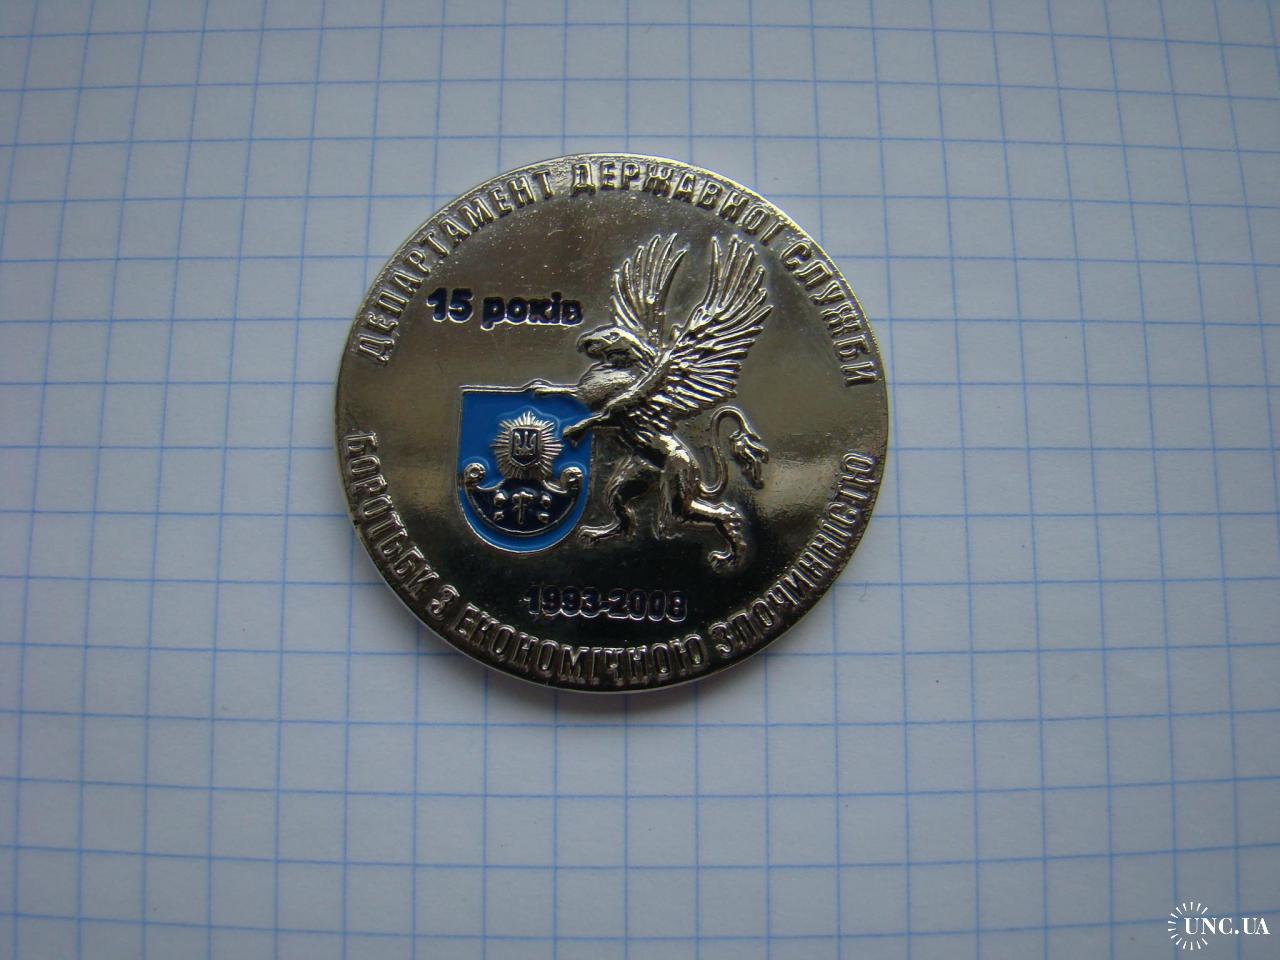 ДЕПАРТАМЕНТ ДЕРЖАВНОЇ СЛУЖБИ
15 років
1993-2008
БОРОТЬБИ З ЕКОНОМІЧНОЮ ЗЛОЧИННІСТЮ
UNC.UA